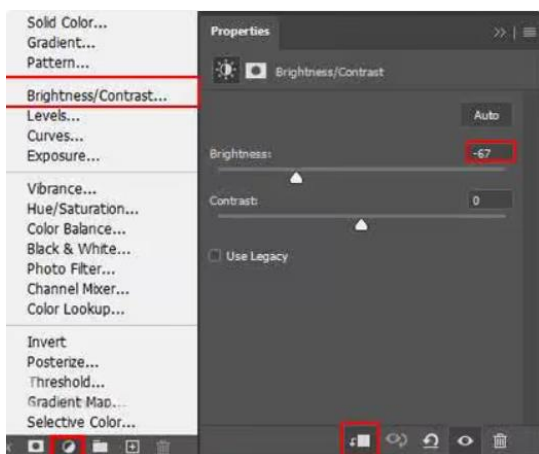 Solid Color...
Gradient...
Pattern...
Brightness/Contrast...
Levels...
Curves...
Exposure...
Vibrance...
Hue/Saturation...
Color Balance...
Black & White...
Photo Filter...
Channel Mixer...
Color Lookup...
Invert
Posterize...
Threshold...
Gradient Map...
Selective Color...
Properties
Brightness/Contrast
Auto
Brightness: -67
Contrast: 0
Use Legacy